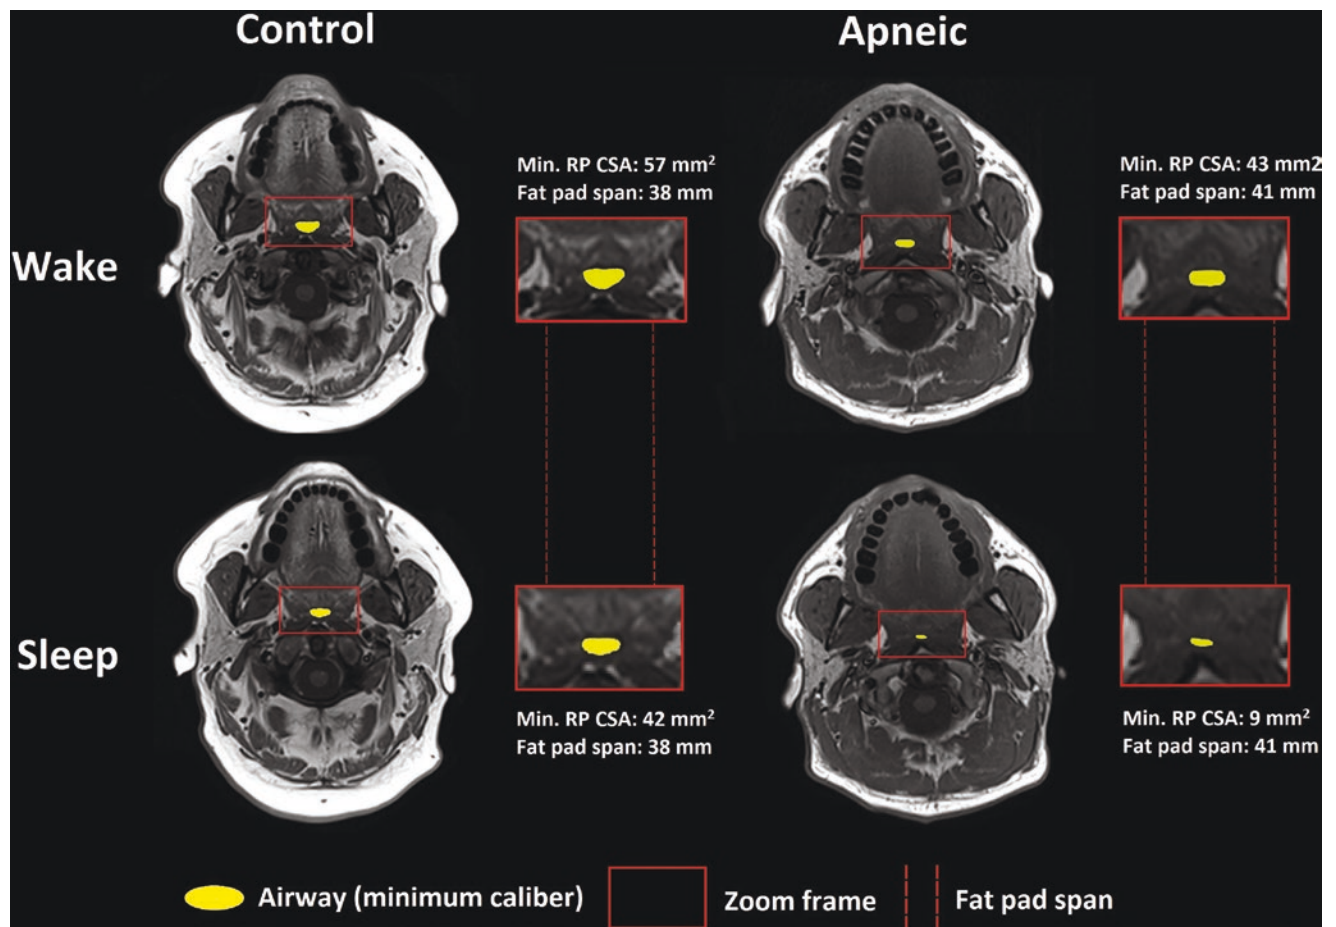 Control
Apneic
Wake
Min. RP CSA: 57 mm²
Fat pad span: 38 mm
Min. RP CSA: 43 mm2
Fat pad span: 41 mm
Sleep
Min. RP CSA: 42 mm²
Fat pad span: 38 mm
Min. RP CSA: 9 mm²
Fat pad span: 41 mm
Airway (minimum caliber)
Zoom frame
Fat pad span